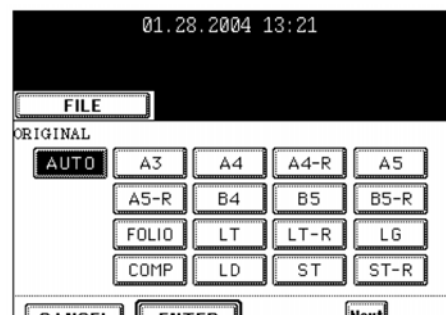 01.28.2004 13:21
FILE
ORIGINAL
AUTO A3 A4 A4-R A5
A5-R B4 B5 B5-R
FOLIO LT LT-R LG
COMP LD ST ST-R
CANCEL ENTER Next